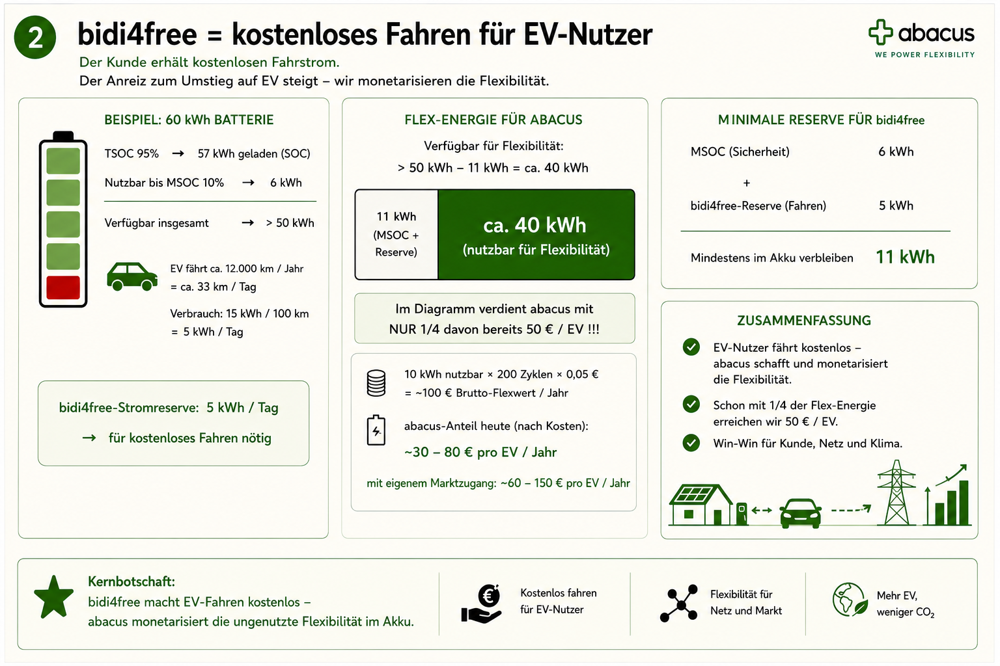 2
bidi4free = kostenloses Fahren für EV-Nutzer
Der Kunde erhält kostenlosen Fahrstrom.
Der Anreiz zum Umstieg auf EV steigt – wir monetarisieren die Flexibilität.
abacus
WE POWER FLEXIBILITY
BEISPIEL: 60 kWh BATTERIE
TSOC 95% → 57 kWh geladen (SOC)
Nutzbar bis MSOC 10% → 6 kWh
Verfügbar insgesamt → > 50 kWh
EV fährt ca. 12.000 km / Jahr
= ca. 33 km / Tag
Verbrauch: 15 kWh / 100 km
= 5 kWh / Tag
bidi4free-Stromreserve: 5 kWh / Tag
→ für kostenloses Fahren nötig
FLEX-ENERGIE FÜR ABACUS
Verfügbar für Flexibilität:
> 50 kWh – 11 kWh = ca. 40 kWh
11 kWh
(MSOC +
Reserve)
ca. 40 kWh
(nutzbar für Flexibilität)
Im Diagramm verdient abacus mit
NUR 1/4 davon bereits 50 € / EV !!!
10 kWh nutzbar × 200 Zyklen × 0,05 €
= ~100 € Brutto-Flexwert / Jahr
abacus-Anteil heute (nach Kosten):
~30 – 80 € pro EV / Jahr
mit eigenem Marktzugang: ~60 – 150 € pro EV / Jahr
MINIMALE RESERVE FÜR bidi4free
MSOC (Sicherheit) 6 kWh
+
bidi4free-Reserve (Fahren) 5 kWh
Mindestens im Akku verbleiben 11 kWh
ZUSAMMENFASSUNG
EV-Nutzer fährt kostenlos –
abacus schafft und monetarisiert
die Flexibilität.
Schon mit 1/4 der Flex-Energie
erreichen wir 50 € / EV.
Win-Win für Kunde, Netz und Klima.
Kernbotschaft:
bidi4free macht EV-Fahren kostenlos –
abacus monetarisiert die ungenutzte Flexibilität im Akku.
€
Kostenlos fahren
für EV-Nutzer
Flexibilität für
Netz und Markt
Mehr EV,
weniger CO₂